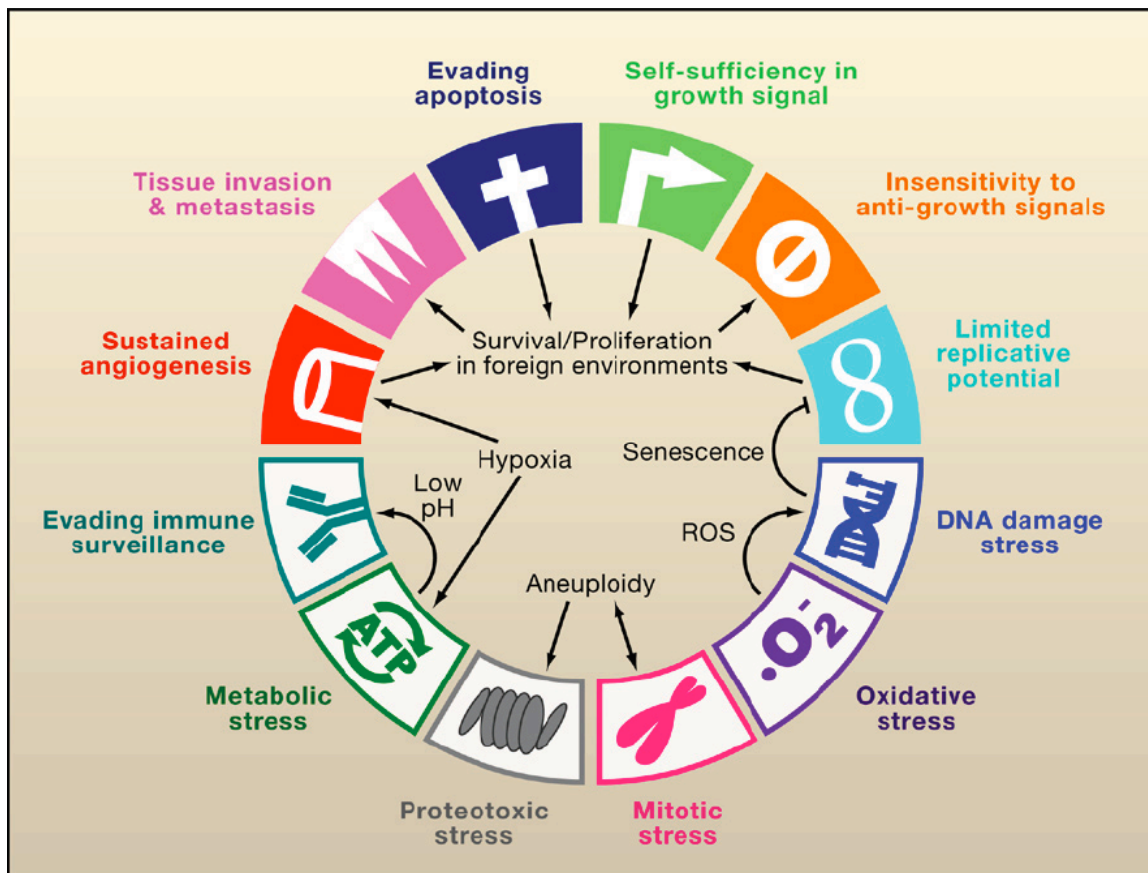 Evading
apoptosis
Self-sufficiency in
growth signal
Tissue invasion
& metastasis
Insensitivity to
anti-growth signals
Sustained
angiogenesis
Survival/Proliferation
in foreign environments
Limited
replicative
potential
8
Hypoxia
Senescence
Low
pH
Evading immune
surveillance
ROS
DNA damage
stress
Aneuploidy
ATP
·O₂⁻
Metabolic
stress
Oxidative
stress
Proteotoxic
stress
Mitotic
stress